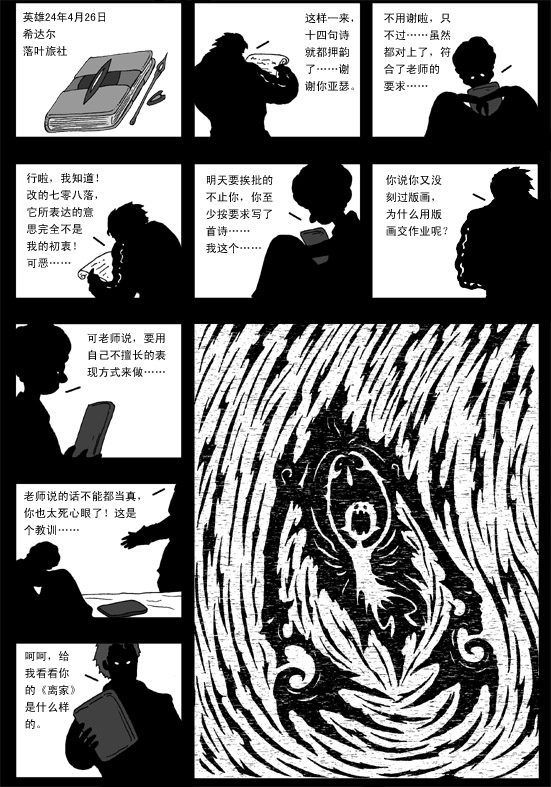 英雄24年4月26日
希达尔
落叶旅社
这样一来，
十四句诗
就都押韵
了……谢
谢你亚瑟。
不用谢啦，只
不过……虽然
都对上了，符
合了老师的
要求……
行啦，我知道！
改的七零八落，
它所表达的意
思完全不是
我的初衷！
可恶……
明天要挨批的
不止你，你至
少按要求写了
首诗……
我这个……
你说你又没
刻过版画，
为什么用版
画交作业呢？
可老师说，要用
自己不擅长的表
现方式来做……
老师说的话不能都当真，
你也太死心眼了！这是
个教训……
呵呵，给
我看看你
的《离家》
是什么样
的。